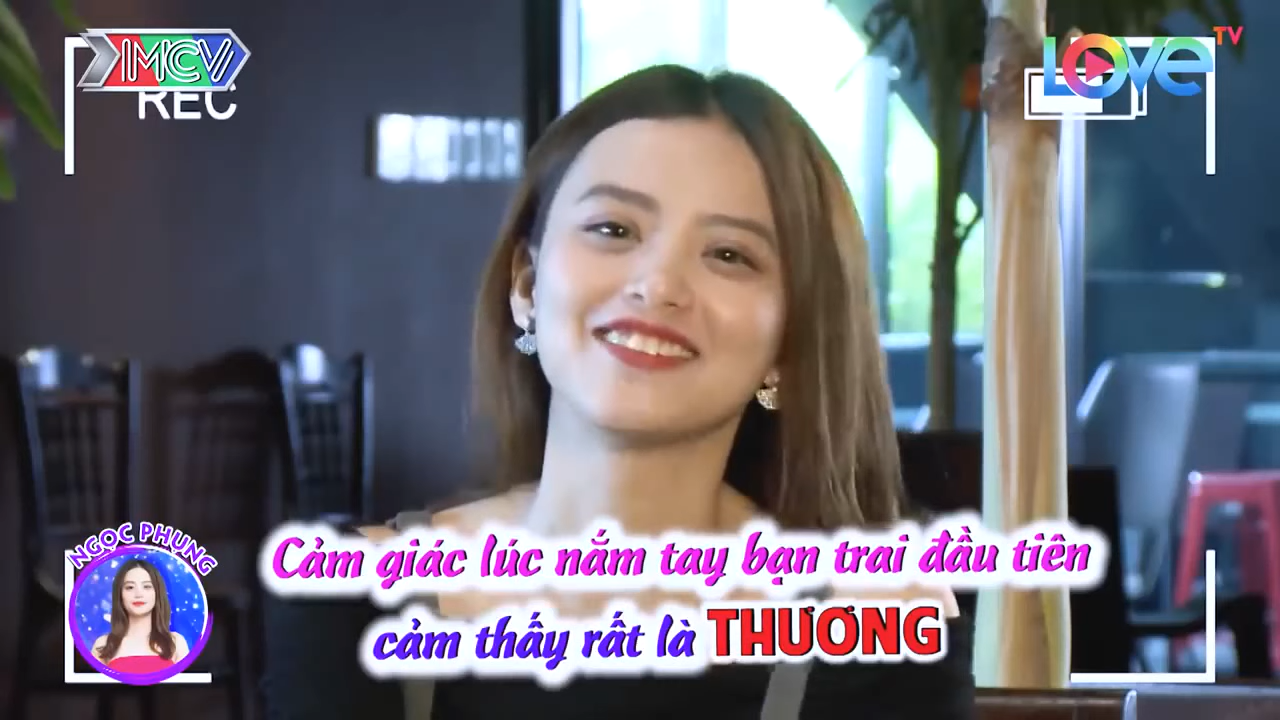 MCV
REC
Love TV
NGỌC PHỤNG
Cảm giác lúc nắm tay bạn trai đầu tiên
cảm thấy rất là THƯƠNG